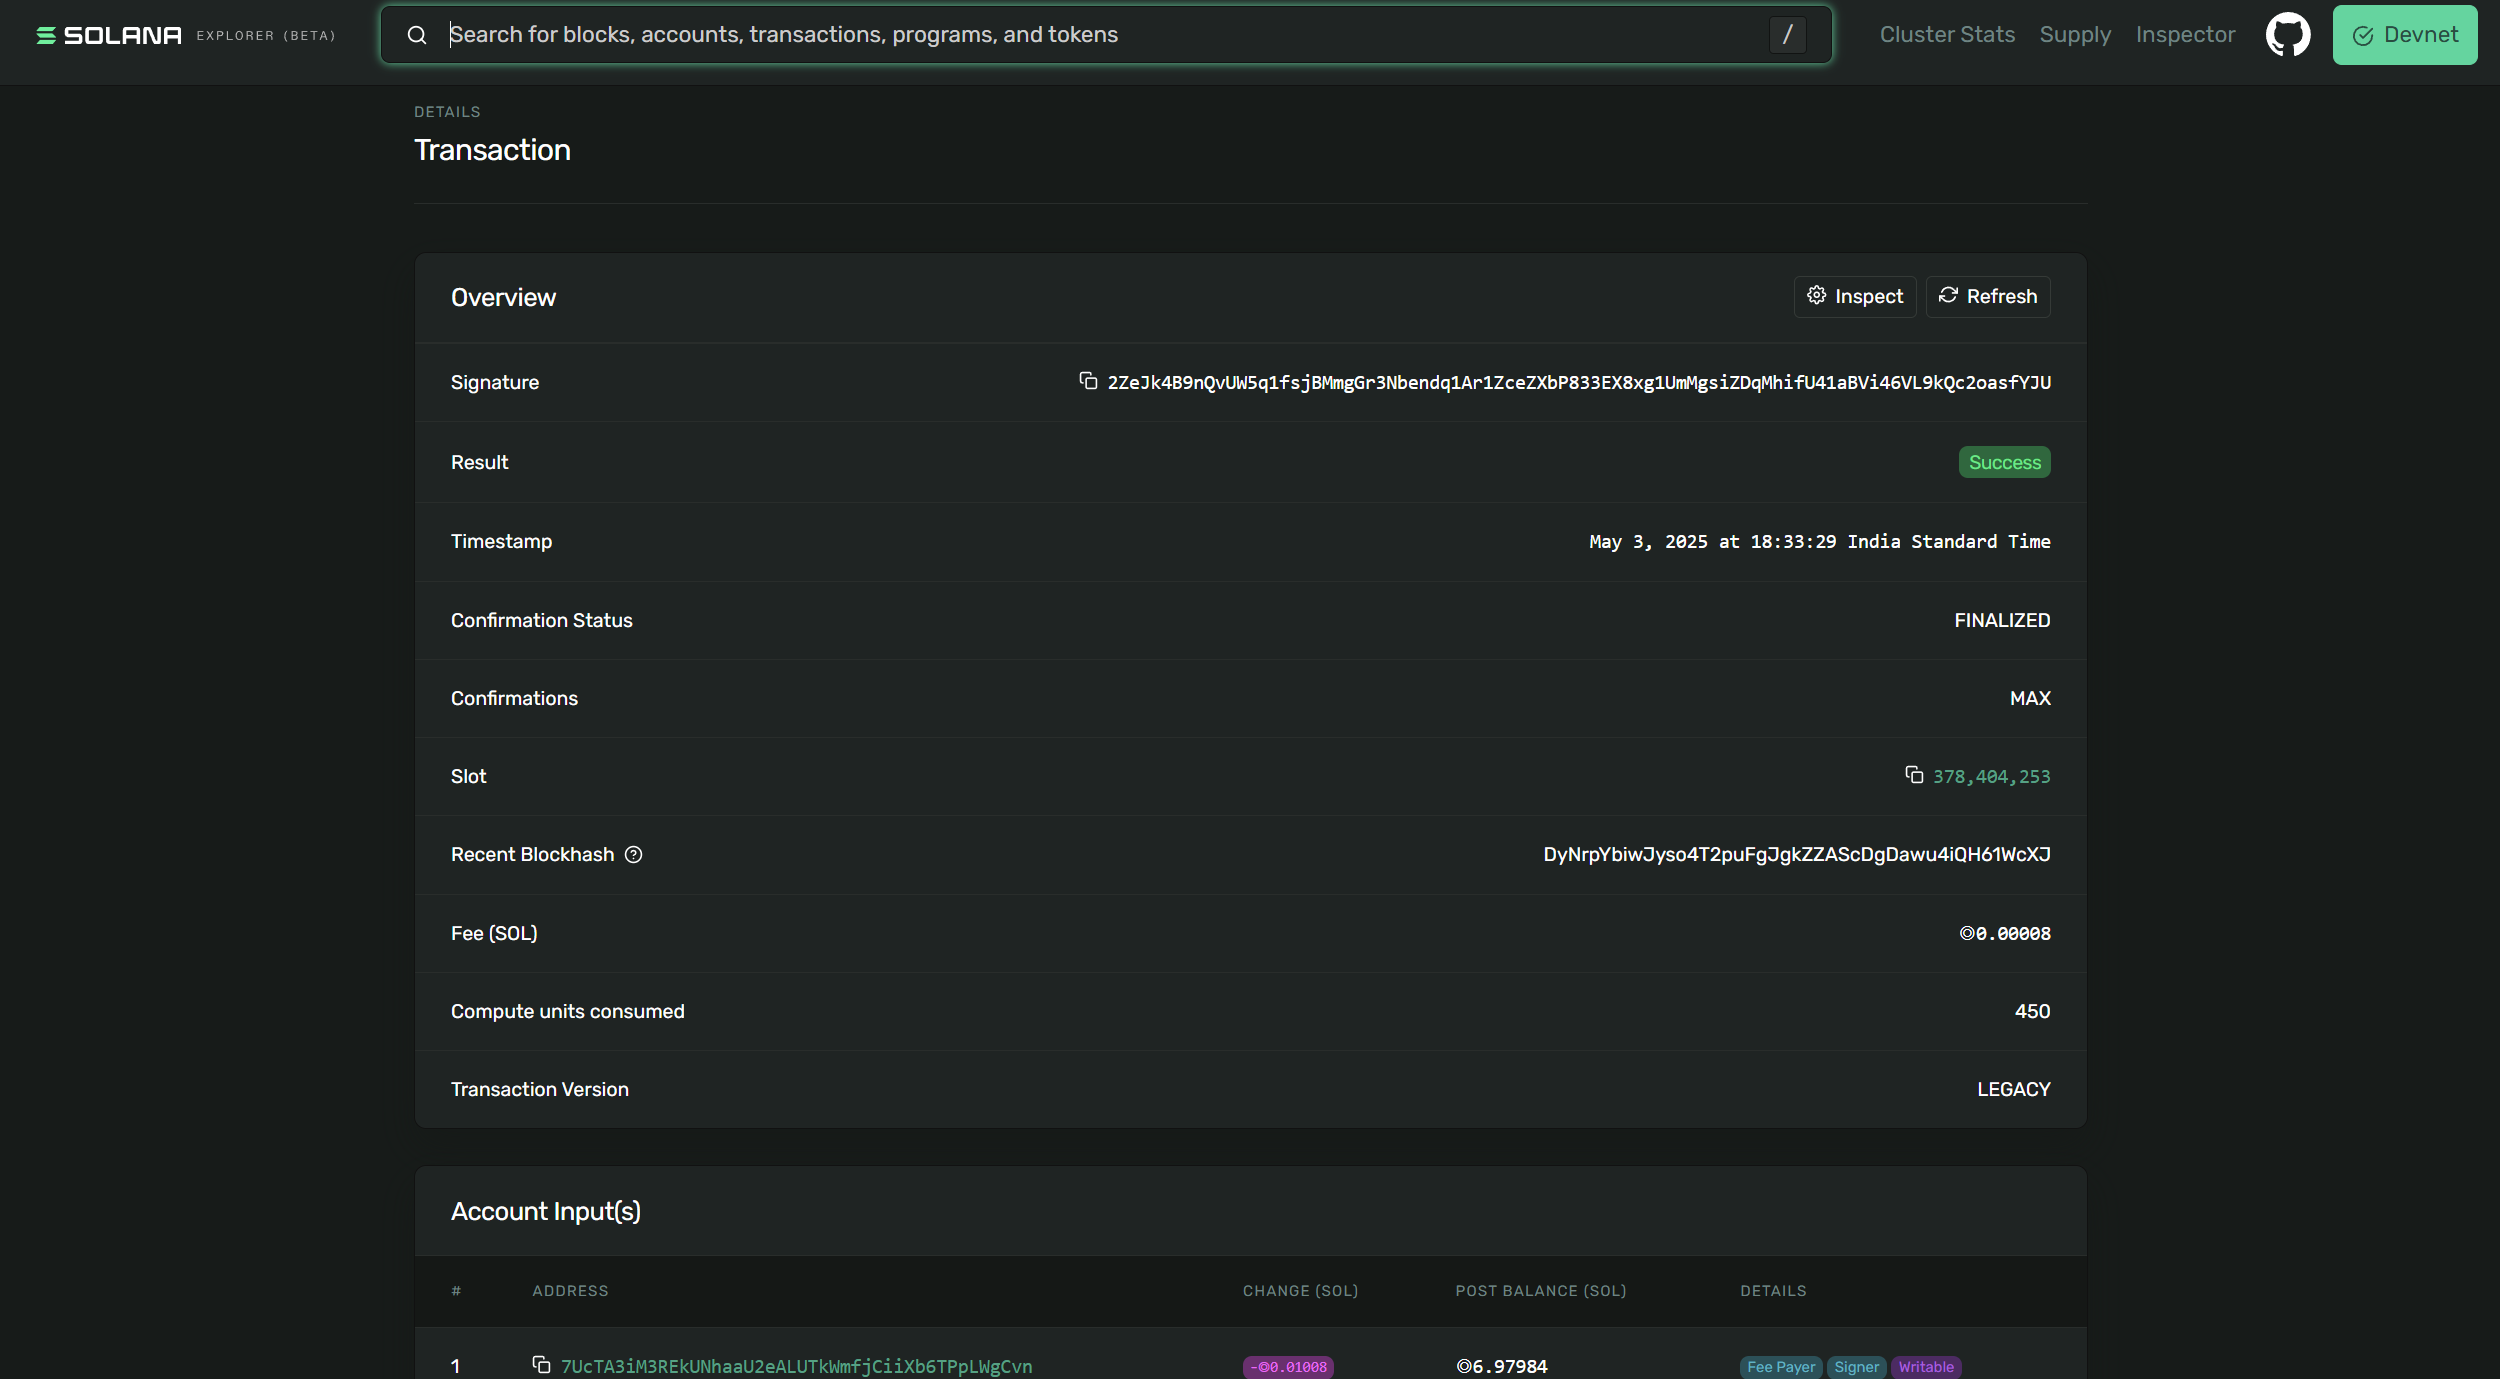 SOLANA EXPLORER (BETA)
Search for blocks, accounts, transactions, programs, and tokens /
Cluster Stats Supply Inspector Devnet
DETAILS
Transaction
Overview Inspect Refresh
Signature 2ZeJk4B9nQvUW5q1fsjBMmgGr3Nbendq1Ar1ZceZXbP833EX8xg1UmMgsiZDqMhifU41aBVi46VL9kQc2oasfYJU
Result Success
Timestamp May 3, 2025 at 18:33:29 India Standard Time
Confirmation Status FINALIZED
Confirmations MAX
Slot 378,404,253
Recent Blockhash DyNrpYbiwJyso4T2puFgJgkZZAScDgDawu4iQH61WcXJ
Fee (SOL) ◎0.00008
Compute units consumed 450
Transaction Version LEGACY
Account Input(s)
# ADDRESS CHANGE (SOL) POST BALANCE (SOL) DETAILS
1 7UcTA3iM3REkUNhaaU2eALUTkWmfjCiiXb6TPpLWgCvn -◎0.01008 ◎6.97984 Fee Payer Signer Writable